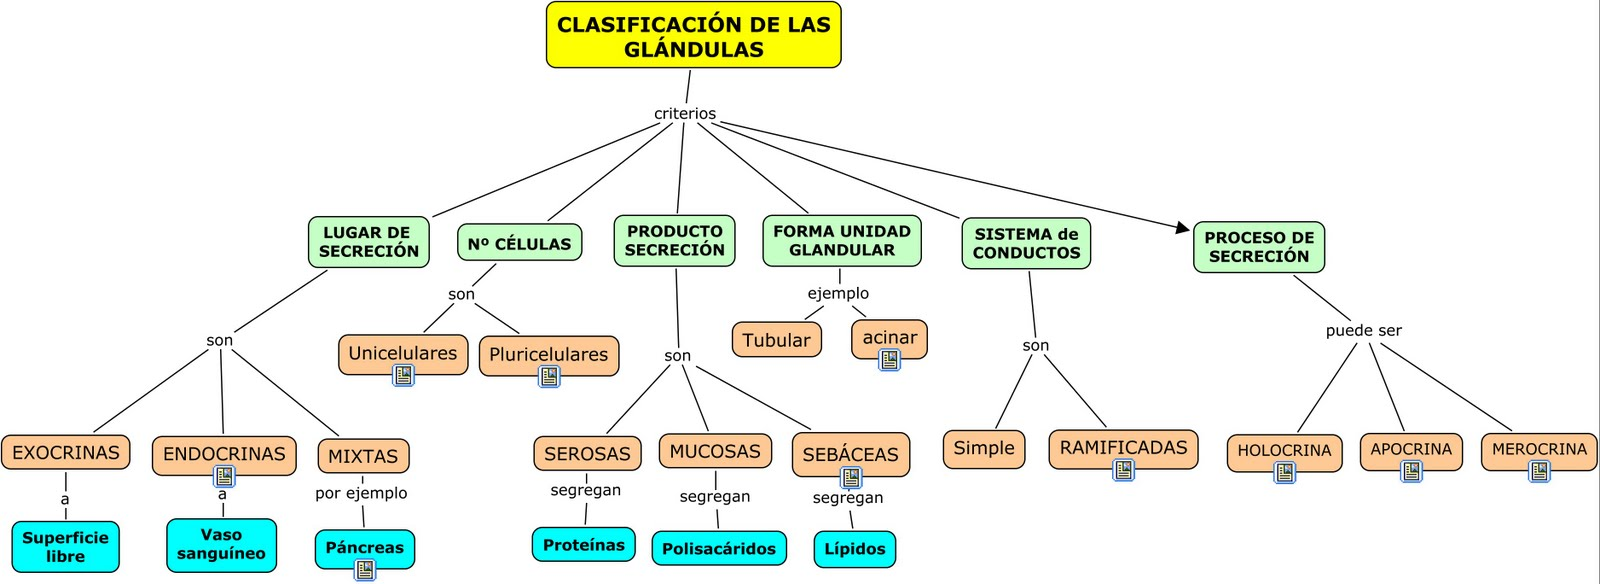 CLASIFICACIÓN DE LAS
GLÁNDULAS
criterios
LUGAR DE
SECRECIÓN
Nº CÉLULAS
PRODUCTO
SECRECIÓN
FORMA UNIDAD
GLANDULAR
SISTEMA de
CONDUCTOS
PROCESO DE
SECRECIÓN
son
son
son
ejemplo
son
puede ser
Unicelulares
Pluricelulares
Tubular
acinar
EXOCRINAS
ENDOCRINAS
MIXTAS
SEROSAS
MUCOSAS
SEBÁCEAS
Simple
RAMIFICADAS
HOLOCRINA
APOCRINA
MEROCRINA
a
a
por ejemplo
segregan
segregan
segregan
Superficie
libre
Vaso
sanguíneo
Páncreas
Proteínas
Polisacáridos
Lípidos